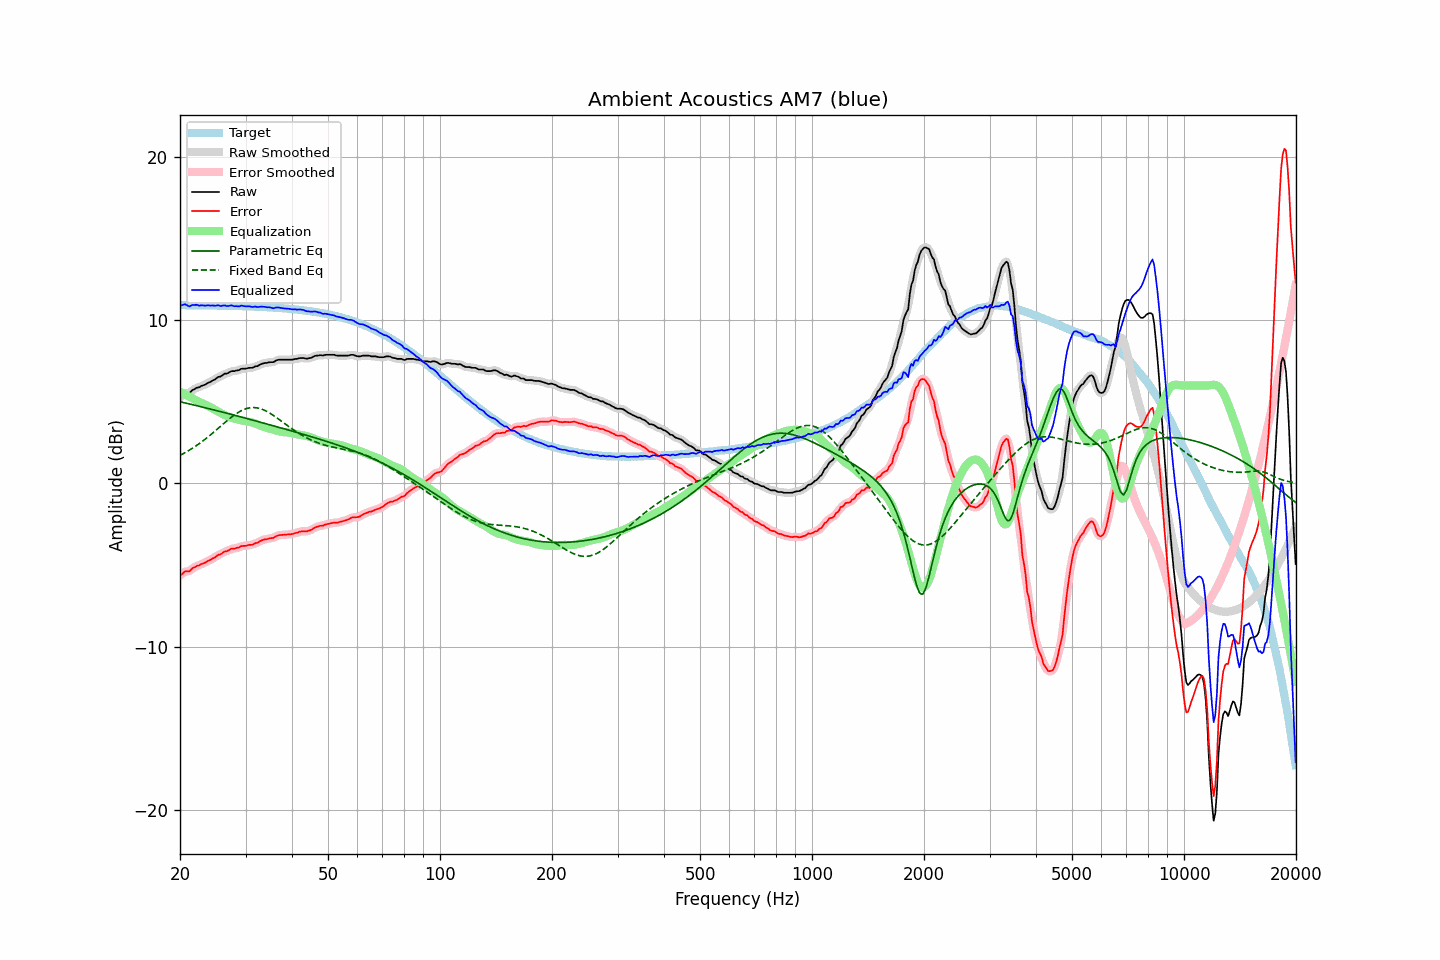 Ambient Acoustics AM7 (blue)
Target
Raw Smoothed
Error Smoothed
Raw
Error
Equalization
Parametric Eq
Fixed Band Eq
Equalized
20
10
0
−10
−20
Amplitude (dBr)
20 50 100 200 500 1000 2000 5000 10000 20000
Frequency (Hz)